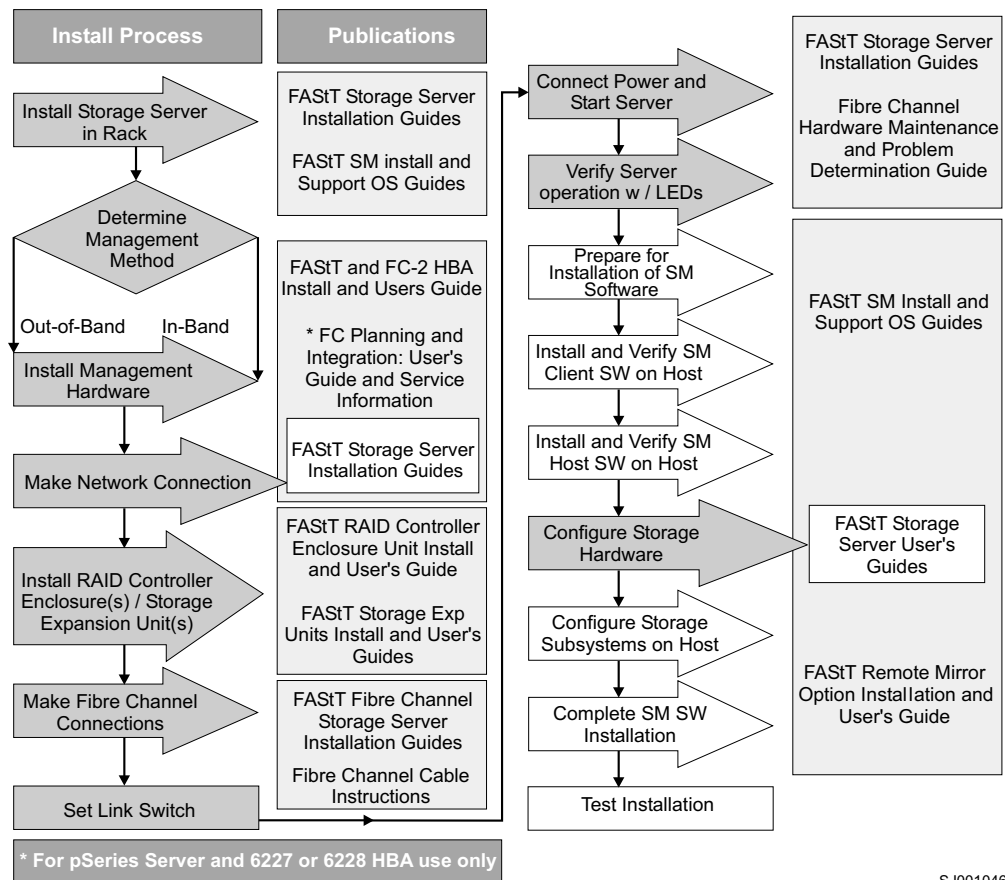 Install Process
Publications
Install Storage Server
in Rack
Determine
Management
Method
Out-of-Band
In-Band
Install Management
Hardware
Make Network Connection
Install RAID Controller
Enclosure(s) / Storage
Expansion Unit(s)
Make Fibre Channel
Connections
Set Link Switch
FAStT Storage Server
Installation Guides
FAStT SM install and
Support OS Guides
FAStT and FC-2 HBA
Install and Users Guide
* FC Planning and
Integration: User's
Guide and Service
Information
FAStT Storage Server
Installation Guides
FAStT RAID Controller
Enclosure Unit Install
and User's Guide
FAStT Storage Exp
Units Install and User's
Guides
FAStT Fibre Channel
Storage Server
Installation Guides
Fibre Channel Cable
Instructions
* For pSeries Server and 6227 or 6228 HBA use only
Connect Power and
Start Server
Verify Server
operation w / LEDs
Prepare for
Installation of SM
Software
Install and Verify SM
Client SW on Host
Install and Verify SM
Host SW on Host
Configure Storage
Hardware
Configure Storage
Subsystems on Host
Complete SM SW
Installation
Test Installation
FAStT Storage Server
Installation Guides
Fibre Channel
Hardware Maintenance
and Problem
Determination Guide
FAStT SM Install and
Support OS Guides
FAStT Storage
Server User's
Guides
FAStT Remote Mirror
Option Installation and
User's Guide
SJ001046